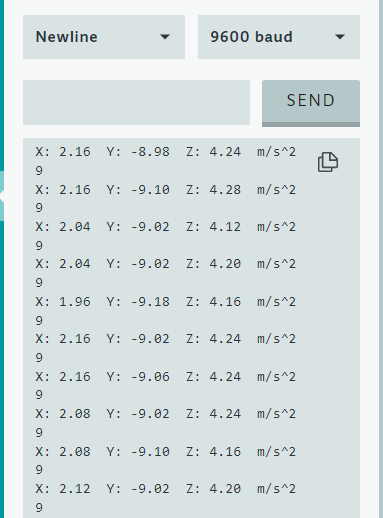 Newline
9600 baud
SEND
X: 2.16  Y: -8.98  Z: 4.24  m/s^2
9
X: 2.16  Y: -9.10  Z: 4.28  m/s^2
9
X: 2.04  Y: -9.02  Z: 4.12  m/s^2
9
X: 2.04  Y: -9.02  Z: 4.20  m/s^2
9
X: 1.96  Y: -9.18  Z: 4.16  m/s^2
9
X: 2.16  Y: -9.02  Z: 4.24  m/s^2
9
X: 2.16  Y: -9.06  Z: 4.24  m/s^2
9
X: 2.08  Y: -9.02  Z: 4.24  m/s^2
9
X: 2.08  Y: -9.10  Z: 4.16  m/s^2
9
X: 2.12  Y: -9.02  Z: 4.20  m/s^2
9